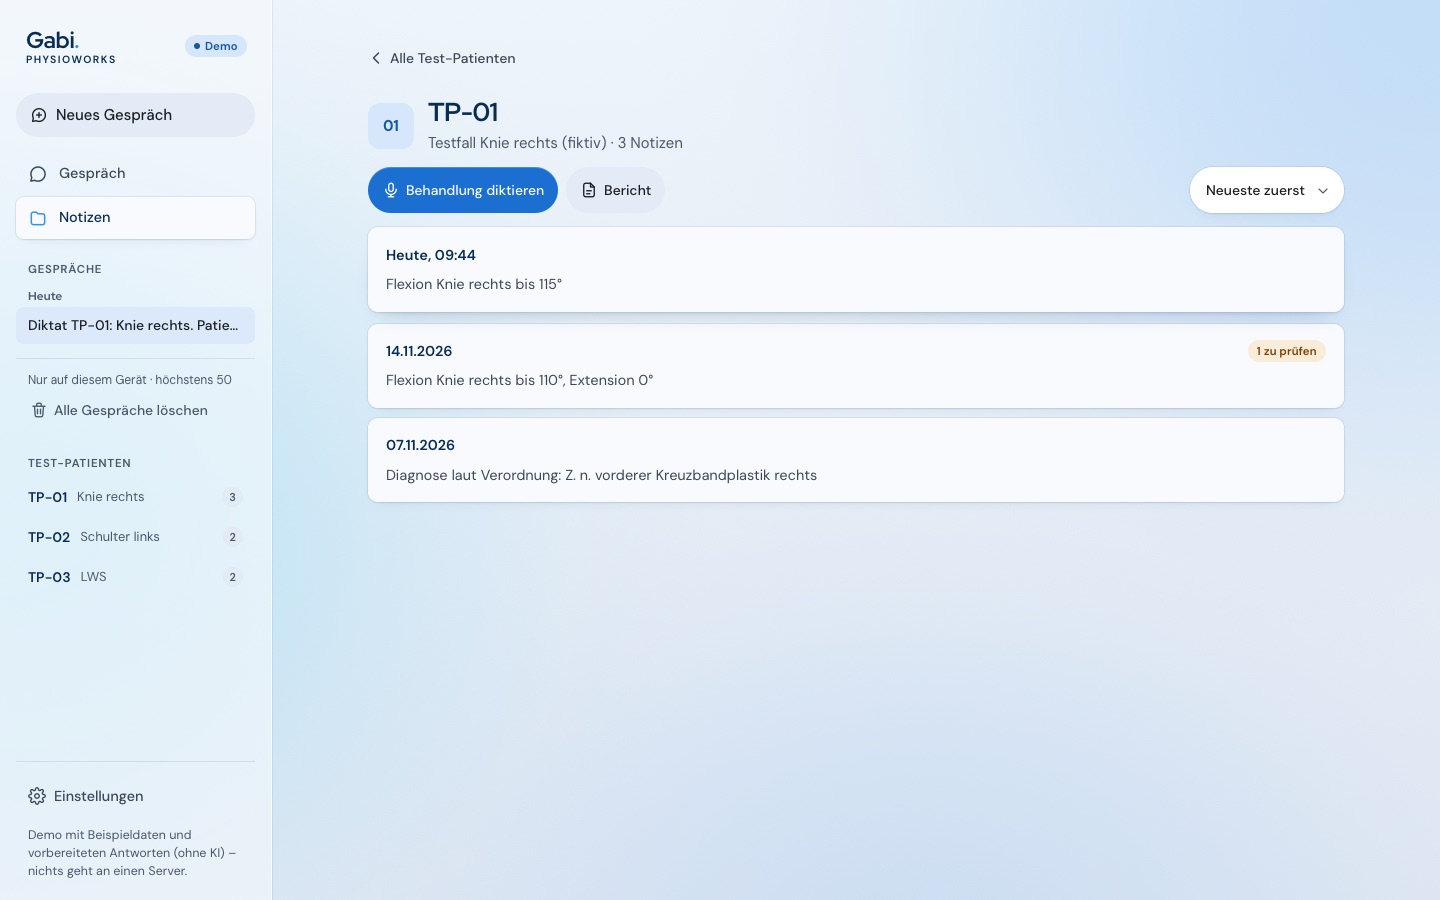 Gabi.
PHYSIOWORKS
Demo
Neues Gespräch
Gespräch
Notizen
GESPRÄCHE
Heute
Diktat TP-01: Knie rechts. Patie…
Nur auf diesem Gerät · höchstens 50
Alle Gespräche löschen
TEST-PATIENTEN
TP-01 Knie rechts 3
TP-02 Schulter links 2
TP-03 LWS 2
Einstellungen
Demo mit Beispieldaten und
vorbereiteten Antworten (ohne KI) –
nichts geht an einen Server.
Alle Test-Patienten
01
TP-01
Testfall Knie rechts (fiktiv) · 3 Notizen
Behandlung diktieren
Bericht
Neueste zuerst
Heute, 09:44
Flexion Knie rechts bis 115°
14.11.2026
1 zu prüfen
Flexion Knie rechts bis 110°, Extension 0°
07.11.2026
Diagnose laut Verordnung: Z. n. vorderer Kreuzbandplastik rechts